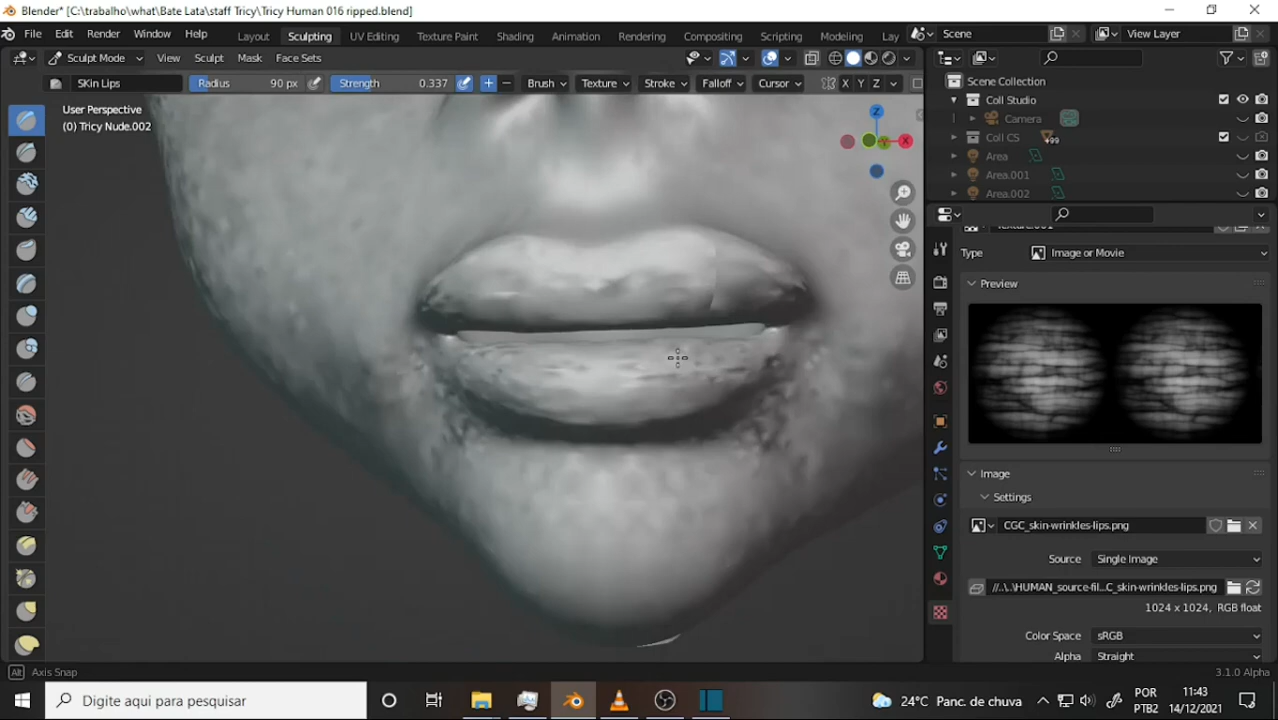 Blender* [C:\trabalho\what\Bate Lata\staff Tricy\Tricy Human 016 ripped.blend]
File Edit Render Window Help Layout Sculpting UV Editing Texture Paint Shading Animation Rendering Compositing Scripting Lay Scene View Layer
Sculpt Mode View Sculpt Mask Face Sets
SKin Lips Radius 90 px Strength 0.337 Brush Texture Stroke Falloff Cursor X Y Z
User Perspective
(0) Tricy Nude.002
Z
X
Scene Collection
Coll Studio
Camera
Coll CS +99
Area
Area.001
Area.002
Type Image or Movie
Preview
Image
Settings
CGC_skin-wrinkles-lips.png
Source Single Image
//..\..\HUMAN_source-fil...C_skin-wrinkles-lips.png
1024 x 1024, RGB float
Color Space sRGB
Alpha Straight
Alt Axis Snap 3.1.0 Alpha
Digite aqui para pesquisar
24°C Panc. de chuva
POR
PTB2
11:43
14/12/2021